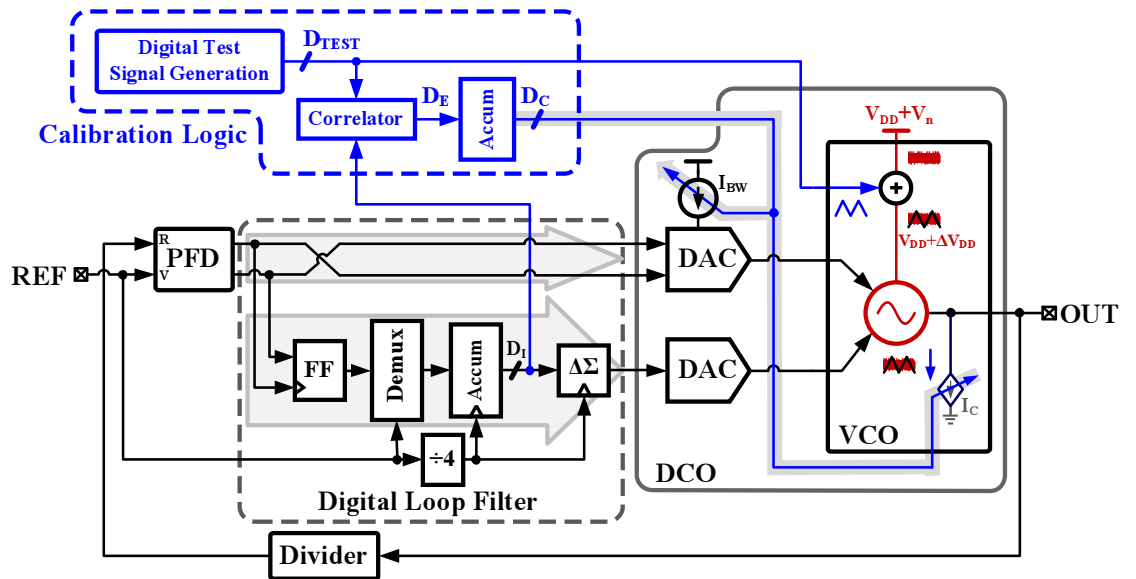 Digital Test
Signal Generation
DTEST
Correlator
DE
Accum
DC
Calibration Logic
VDD+Vn
IBW
+
VDD+ΔVDD
REF
R
V
PFD
DAC
OUT
FF
Demux
Accum
DI
ΔΣ
DAC
IC
VCO
÷4
DCO
Digital Loop Filter
Divider